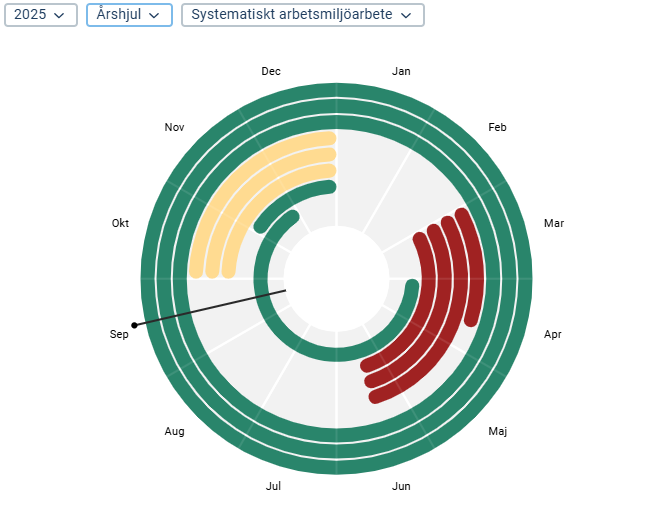 2025
Årshjul
Systematiskt arbetsmiljöarbete
Dec
Jan
Nov
Feb
Okt
Mar
Sep
Apr
Aug
Maj
Jul
Jun